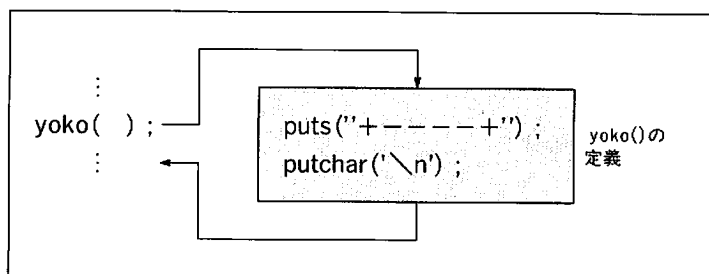 ⋮
yoko( ) ;
⋮
puts("+－－－－+") ;
putchar('＼n') ;
yoko()の
定義